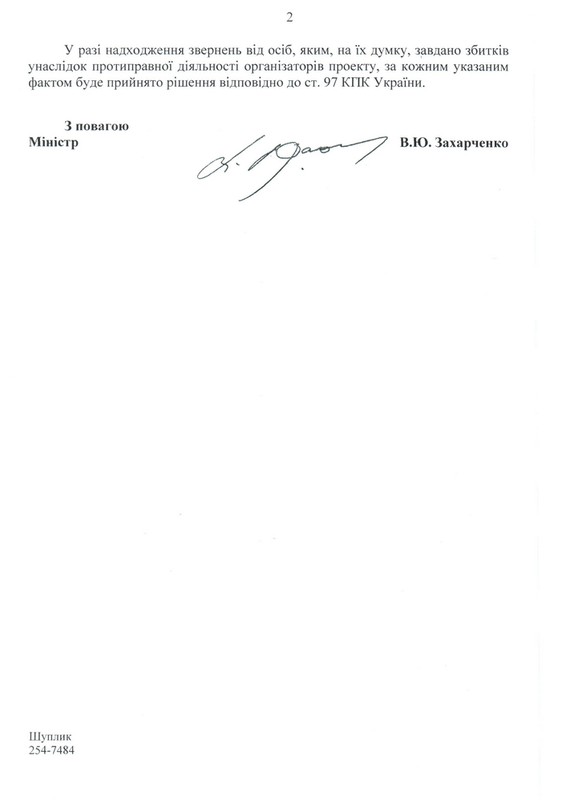 2
У разі надходження звернень від осіб, яким, на їх думку, завдано збитків
унаслідок протиправної діяльності організаторів проекту, за кожним указаним
фактом буде прийнято рішення відповідно до ст. 97 КПК України.
З повагою
Міністр В.Ю. Захарченко
Шуплик
254-7484